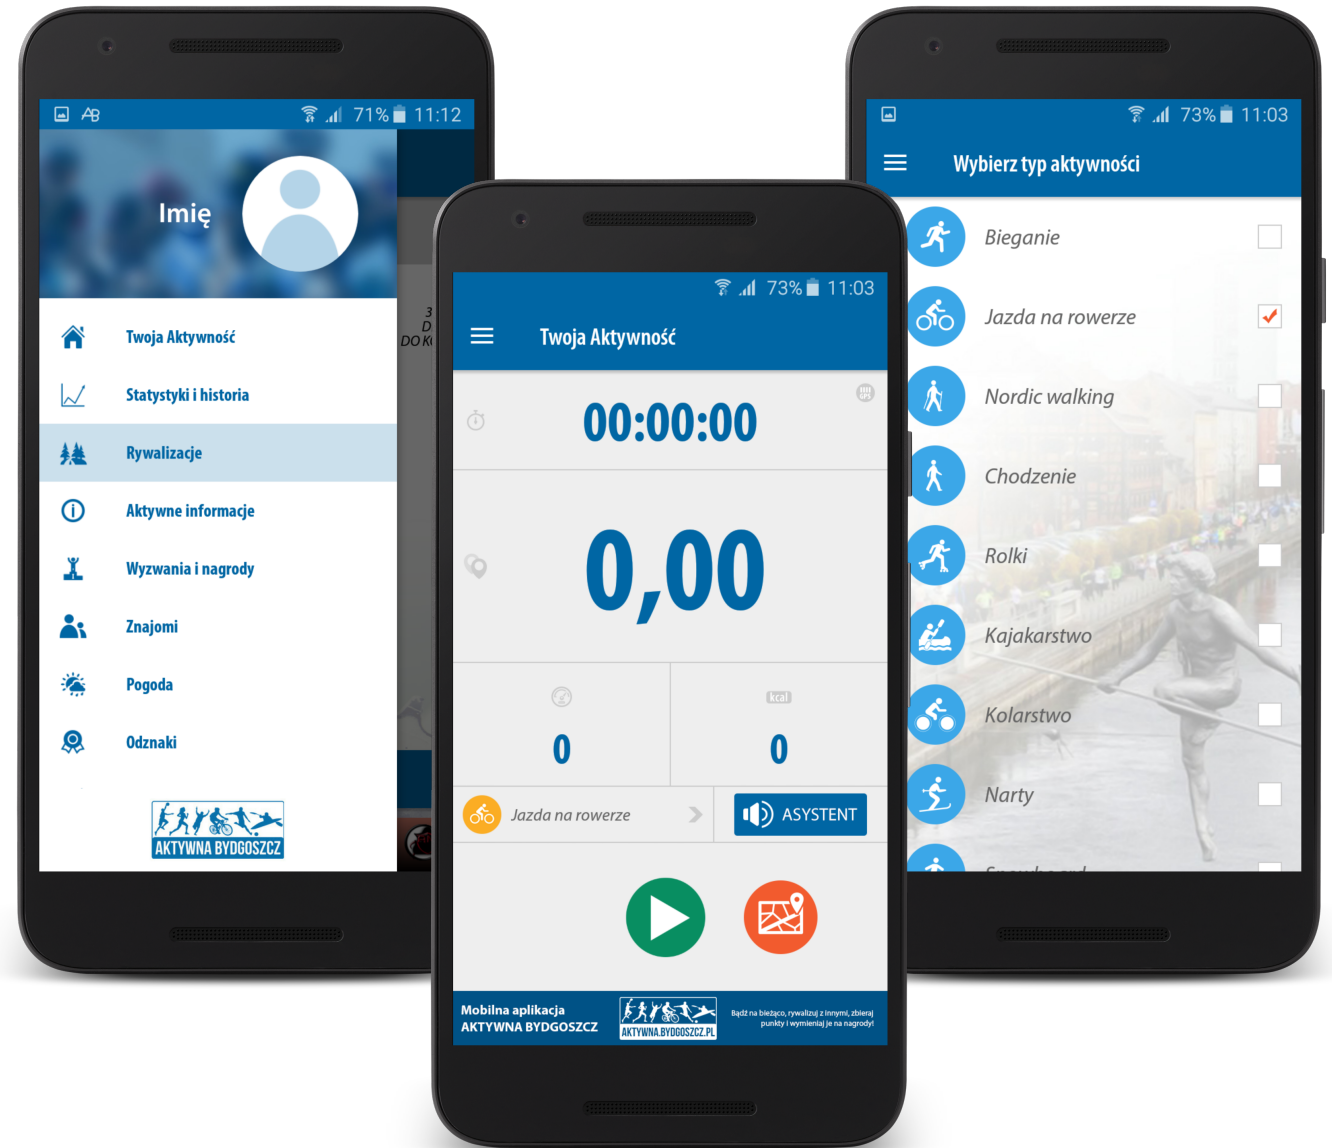 AB 71% 11:12
Imię
Twoja Aktywność
Statystyki i historia
Rywalizacje
Aktywne informacje
Wyzwania i nagrody
Znajomi
Pogoda
Odznaki
AKTYWNA BYDGOSZCZ
3
D
73% 11:03
Twoja Aktywność
GPS
00:00:00
0,00
kcal
0
0
Jazda na rowerze
ASYSTENT
Mobilna aplikacja
AKTYWNA BYDGOSZCZ
AKTYWNA.BYDGOSZCZ.PL
Bądź na bieżąco, rywalizuj z innymi, zbieraj
punkty i wymieniaj je na nagrody!
73% 11:03
Wybierz typ aktywności
Bieganie
Jazda na rowerze
Nordic walking
Chodzenie
Rolki
Kajakarstwo
Kolarstwo
Narty